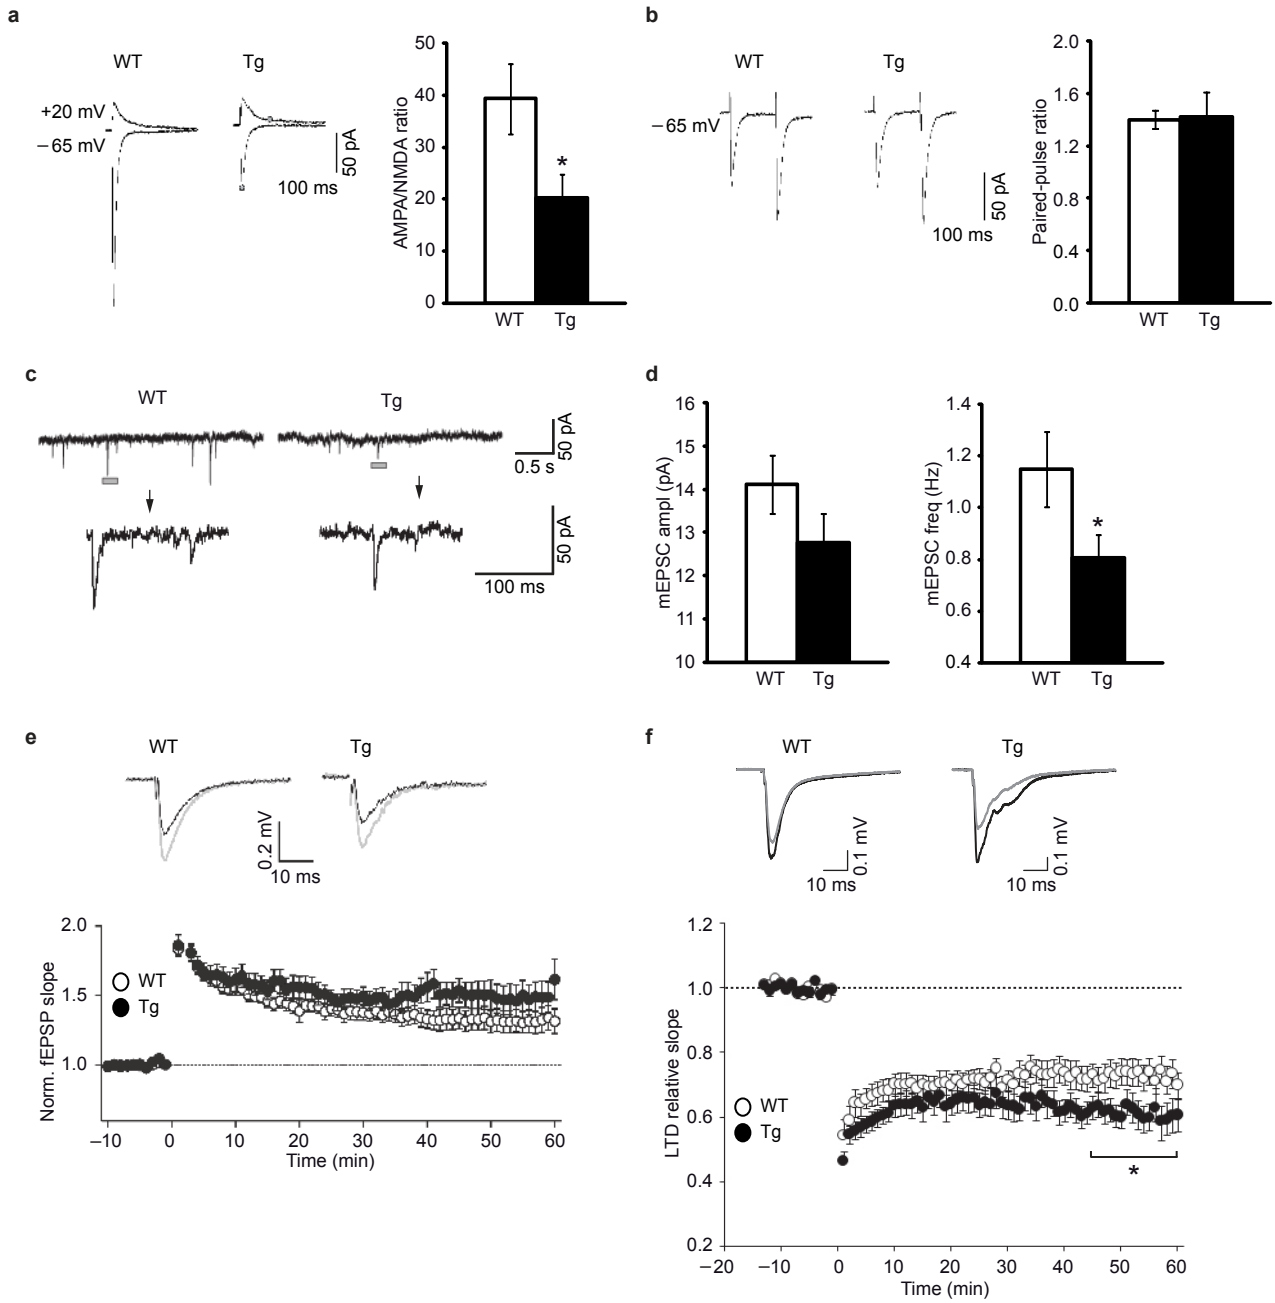 a
WT
Tg
+20 mV
−65 mV
50 pA
100 ms
AMPA/NMDA ratio
50
40
30
20
10
0
*
WT
Tg
b
WT
Tg
−65 mV
50 pA
100 ms
Paired-pulse ratio
2.0
1.6
1.2
0.8
0.4
0.0
WT
Tg
c
WT
Tg
50 pA
0.5 s
50 pA
100 ms
d
mEPSC ampl (pA)
16
15
14
13
12
11
10
WT
Tg
mEPSC freq (Hz)
1.4
1.2
1.0
0.8
0.6
0.4
*
WT
Tg
e
WT
Tg
0.2 mV
10 ms
Norm. fEPSP slope
2.0
1.5
1.0
WT
Tg
−10
0
10
20
30
40
50
60
Time (min)
f
WT
Tg
0.1 mV
10 ms
0.1 mV
10 ms
LTD relative slope
1.2
1.0
0.8
0.6
0.4
0.2
WT
Tg
*
−20
−10
0
10
20
30
40
50
60
Time (min)